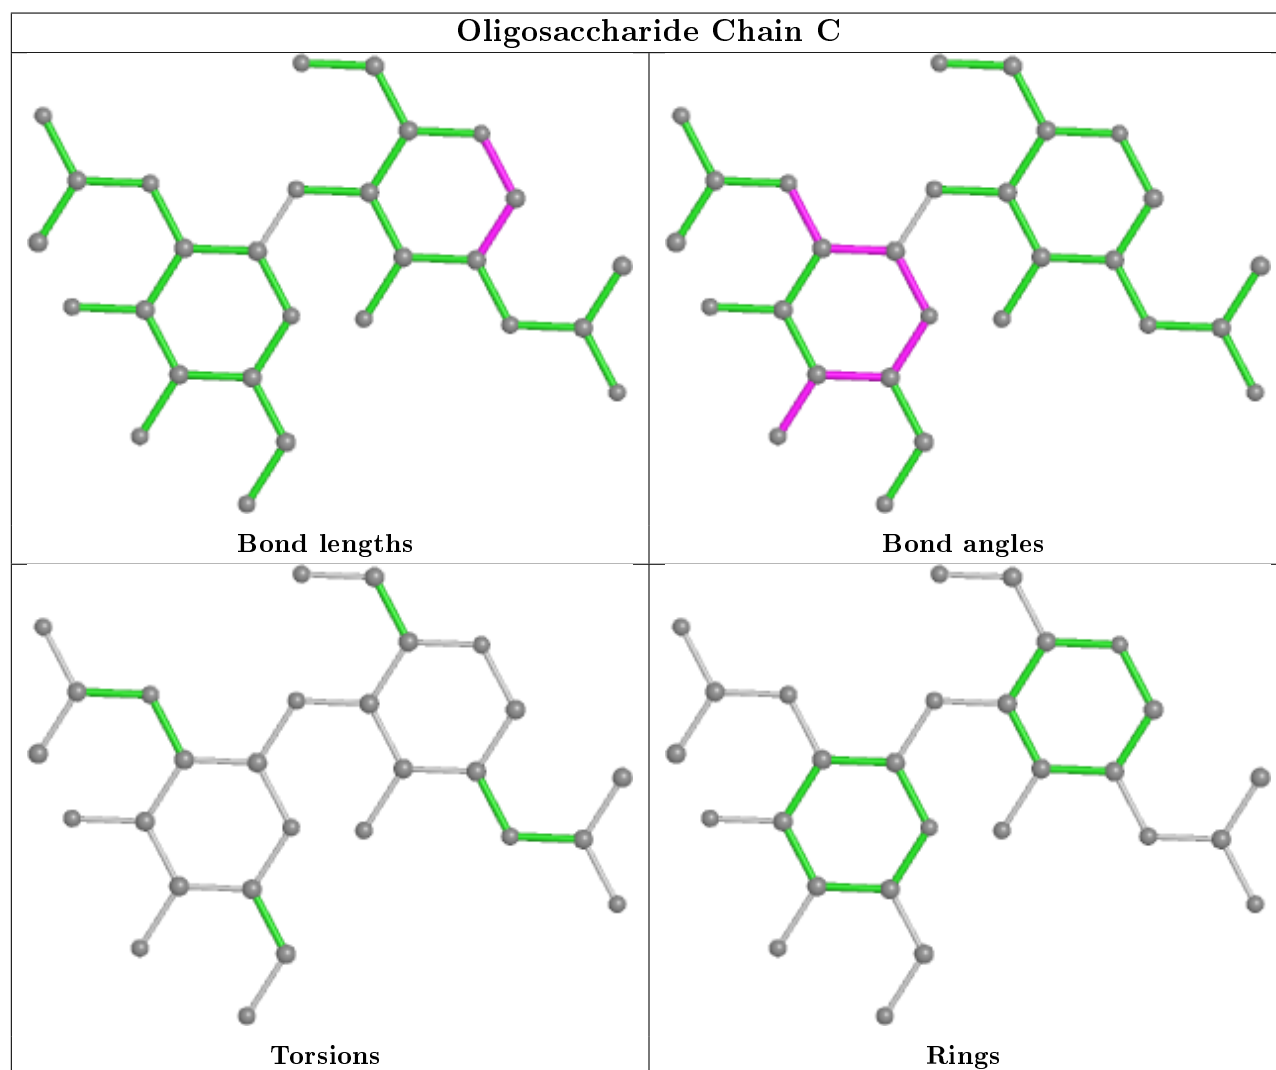 Oligosaccharide Chain C
Bond lengths
Bond angles
Torsions
Rings